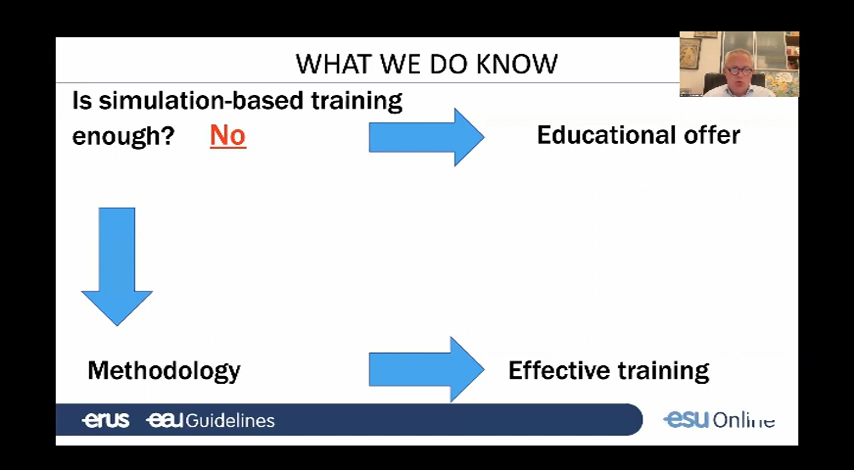 WHAT WE DO KNOW
Is simulation-based training
enough? No
Educational offer
Methodology
Effective training
erus eau Guidelines
esu Online